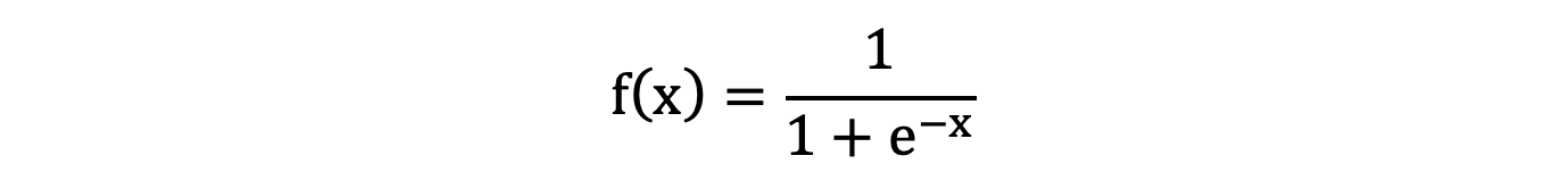 f(x) = 1 / (1 + e^−x)